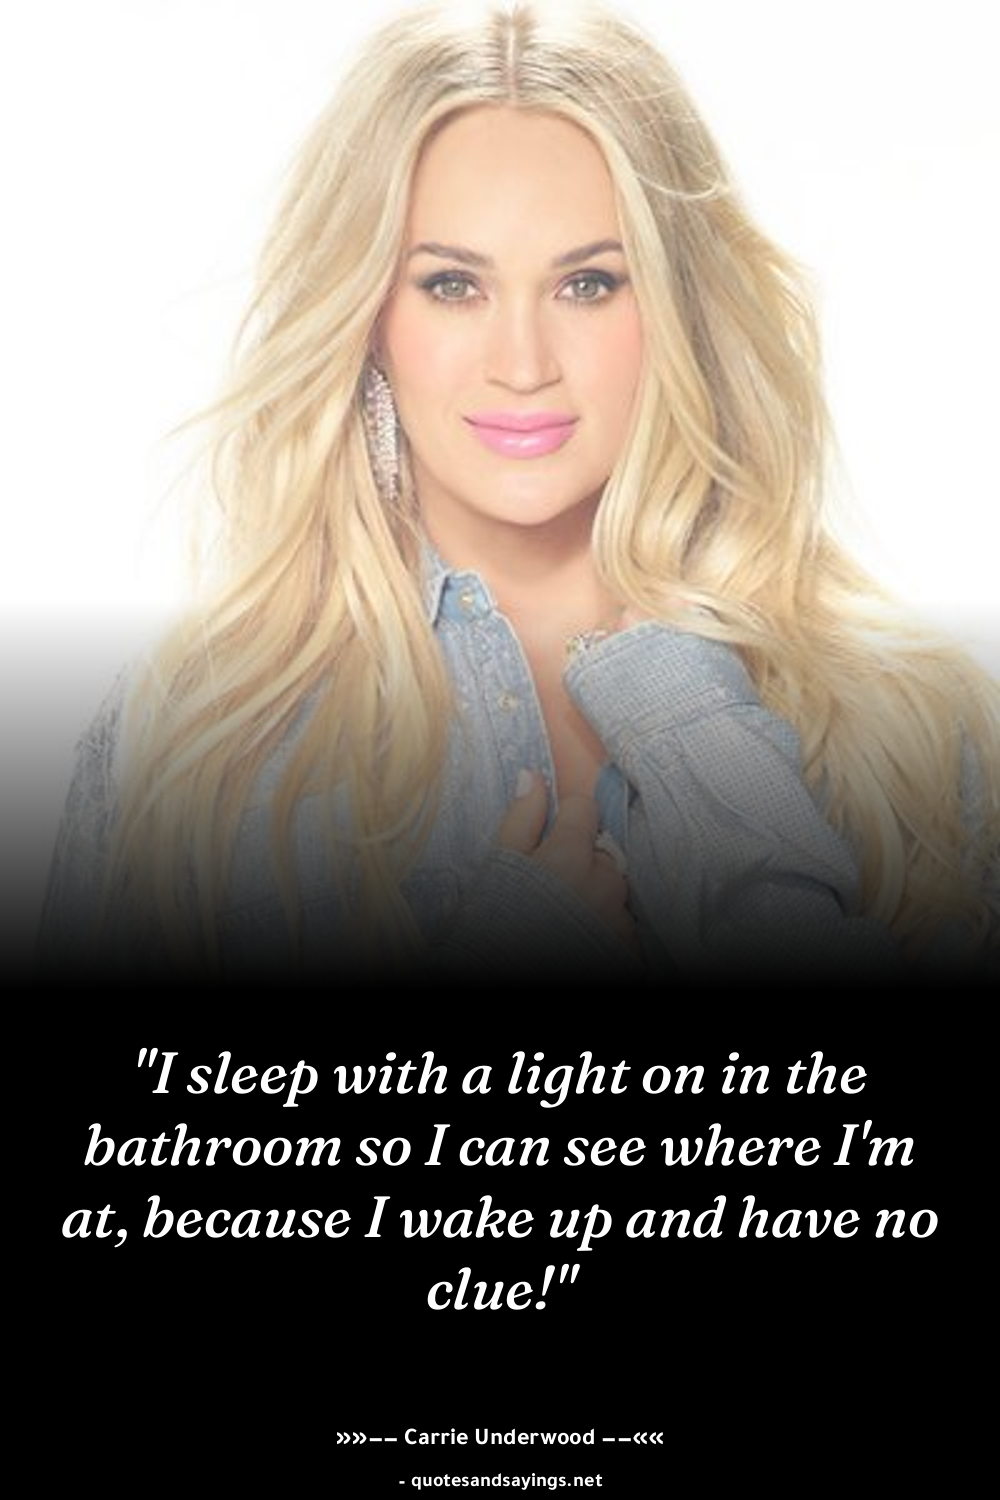 "I sleep with a light on in the
bathroom so I can see where I'm
at, because I wake up and have no
clue!"
»»−− Carrie Underwood −−««
- quotesandsayings.net